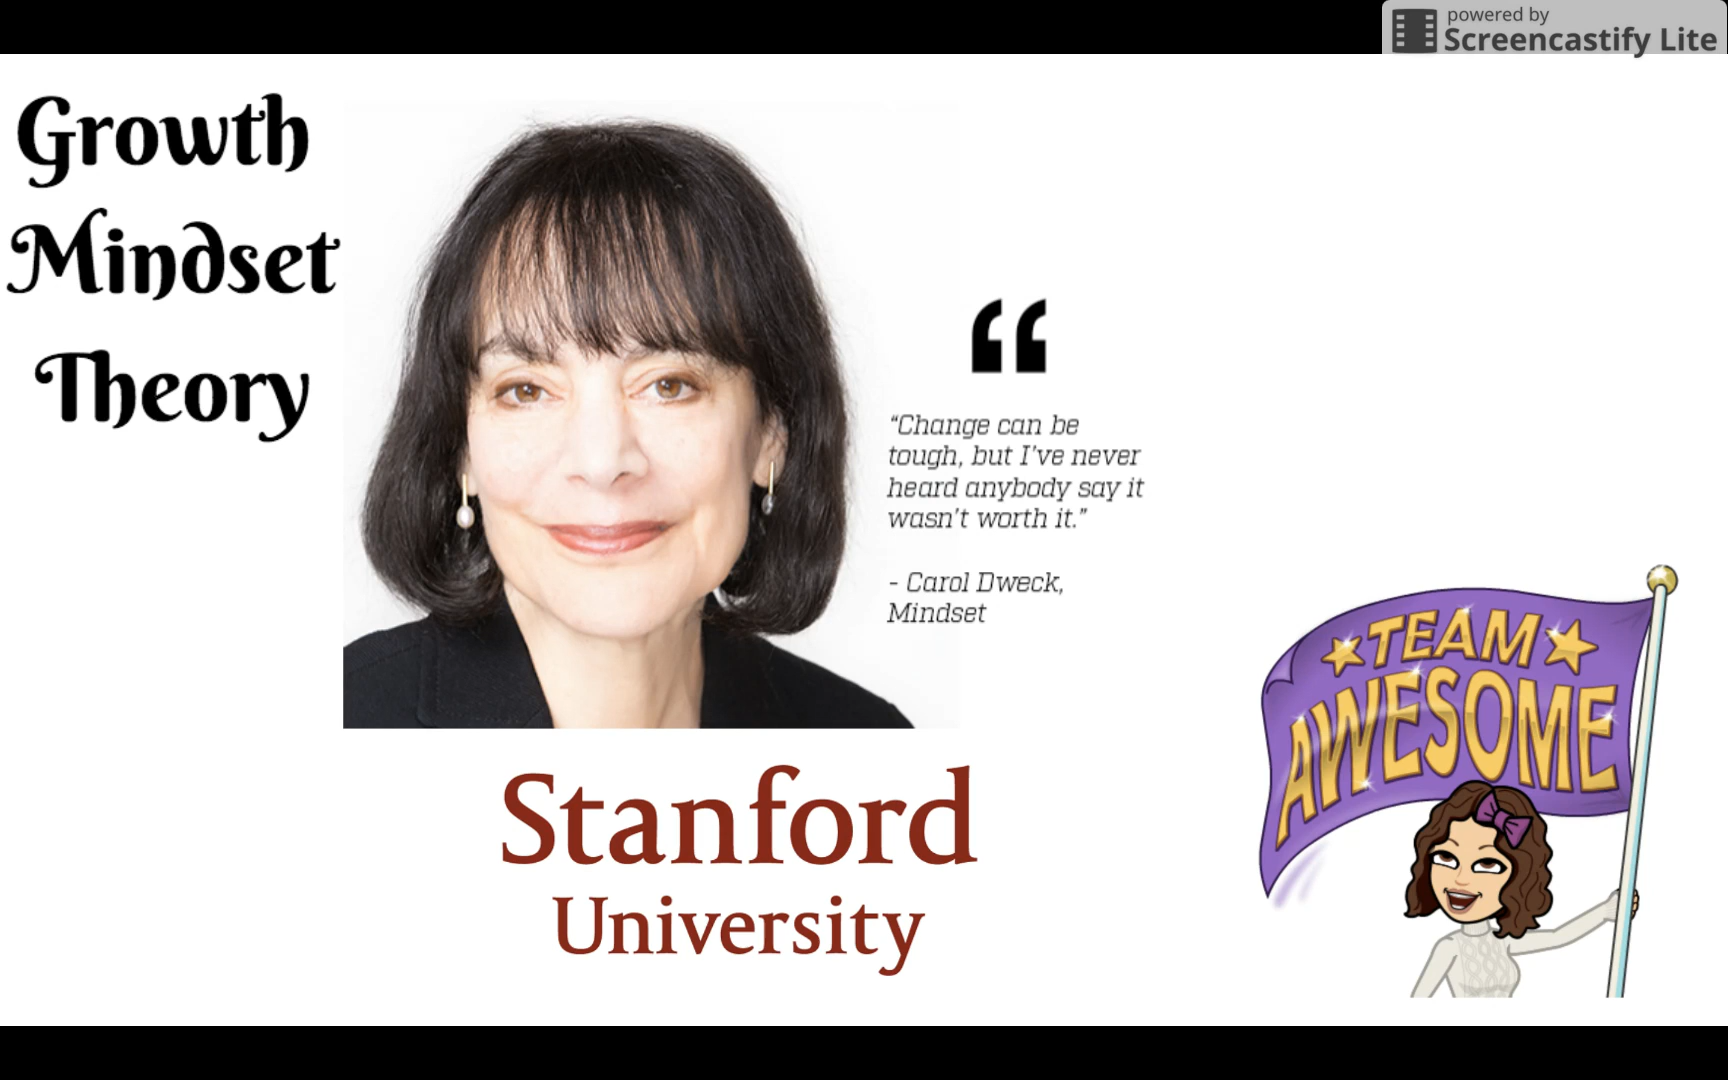 powered by
Screencastify Lite
Growth
Mindset
Theory
“Change can be
tough, but I’ve never
heard anybody say it
wasn’t worth it.”
- Carol Dweck,
Mindset
Stanford
University
TEAM
AWESOME